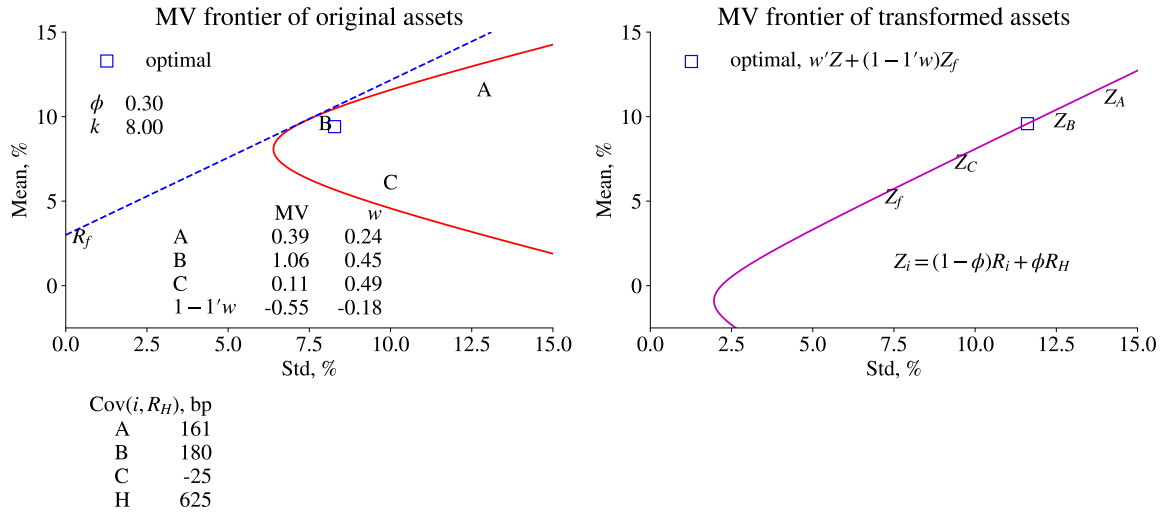 MV frontier of original assets
15
10
5
0
Mean, %
optimal
ϕ 0.30
k 8.00
A
B
C
R_f
MV w
A 0.39 0.24
B 1.06 0.45
C 0.11 0.49
1 − 1′w -0.55 -0.18
0.0 2.5 5.0 7.5 10.0 12.5 15.0
Std, %
Cov(i, R_H), bp
A 161
B 180
C -25
H 625
MV frontier of transformed assets
15
10
5
0
Mean, %
optimal, w′Z + (1 − 1′w)Z_f
Z_A
Z_B
Z_C
Z_f
Z_i = (1 − ϕ)R_i + ϕR_H
0.0 2.5 5.0 7.5 10.0 12.5 15.0
Std, %